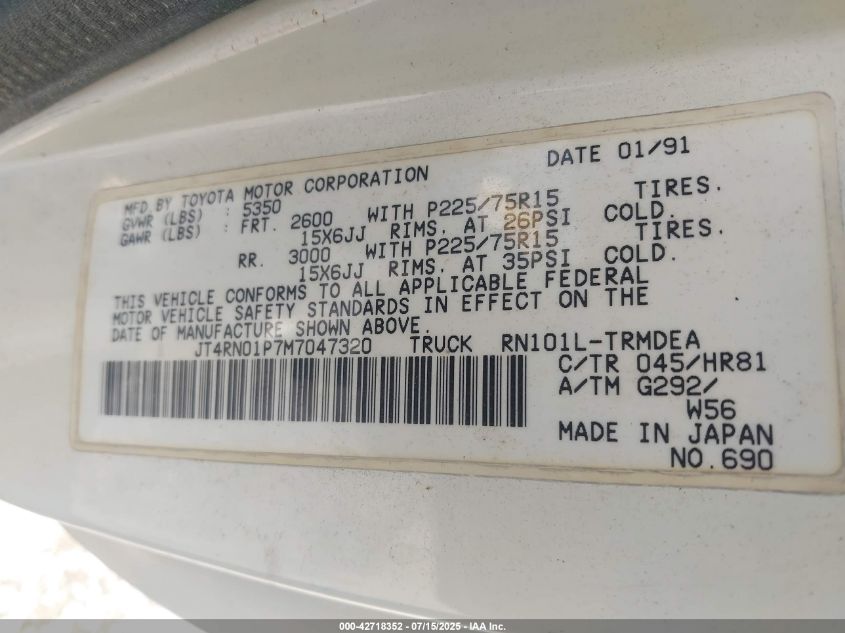 DATE 01/91
MFD BY TOYOTA MOTOR CORPORATION
GVWR (LBS) : 5350
GAWR (LBS) : FRT. 2600 WITH P225/75R15 TIRES.
15X6JJ RIMS, AT 26PSI COLD.
RR. 3000 WITH P225/75R15 TIRES.
15X6JJ RIMS, AT 35PSI COLD.
THIS VEHICLE CONFORMS TO ALL APPLICABLE FEDERAL
MOTOR VEHICLE SAFETY STANDARDS IN EFFECT ON THE
DATE OF MANUFACTURE SHOWN ABOVE.
JT4RN01P7M7047320 TRUCK RN101L-TRMDEA
C/TR 045/HR81
A/TM G292/
W56
MADE IN JAPAN
NO.690
000-42718352 - 07/15/2025 - IAA Inc.